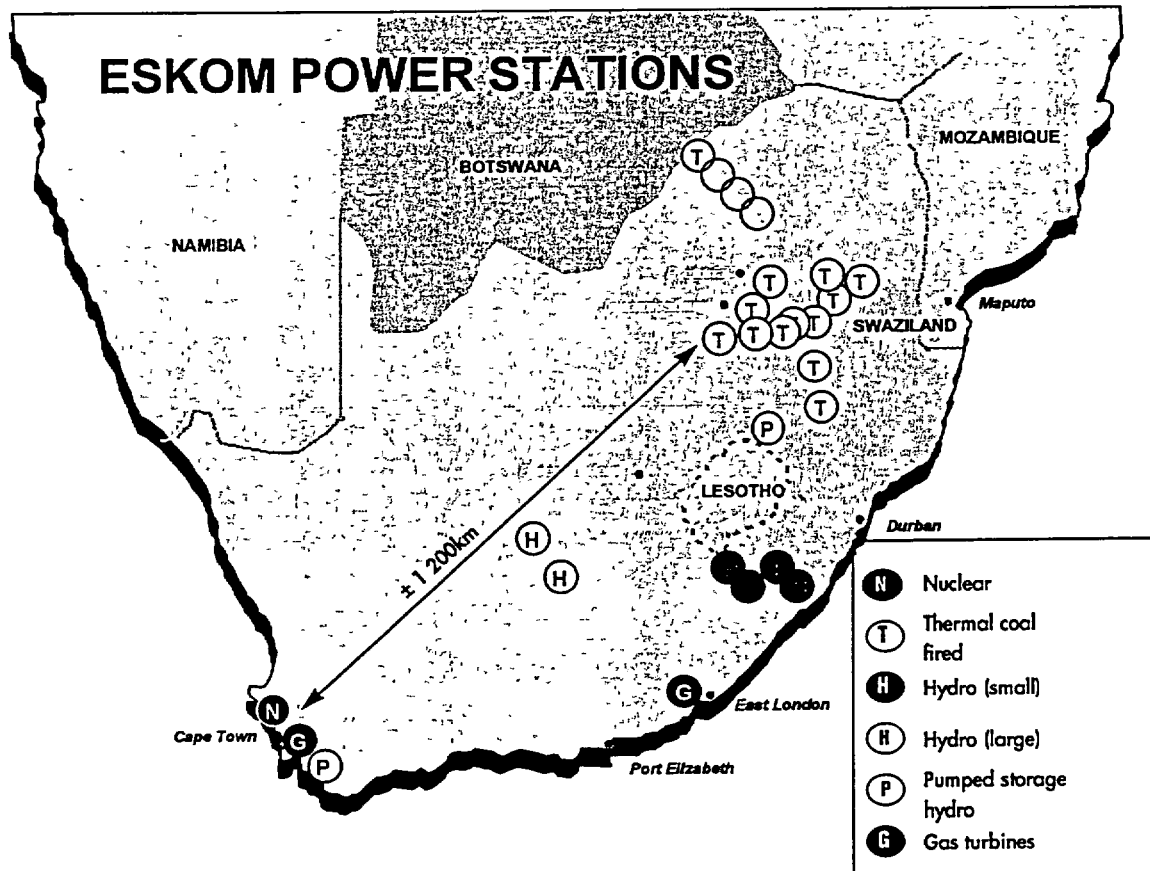 ESKOM POWER STATIONS
MOZAMBIQUE
BOTSWANA
NAMIBIA
T
T
T
T
T
T
T
T
T
T
T
T
T
SWAZILAND
Maputo
P
LESOTHO
Durban
± 1 200km
H
H
G
East London
Port Elizabeth
N
Cape Town
G
P
N Nuclear
T Thermal coal
fired
H Hydro (small)
H Hydro (large)
P Pumped storage
hydro
G Gas turbines